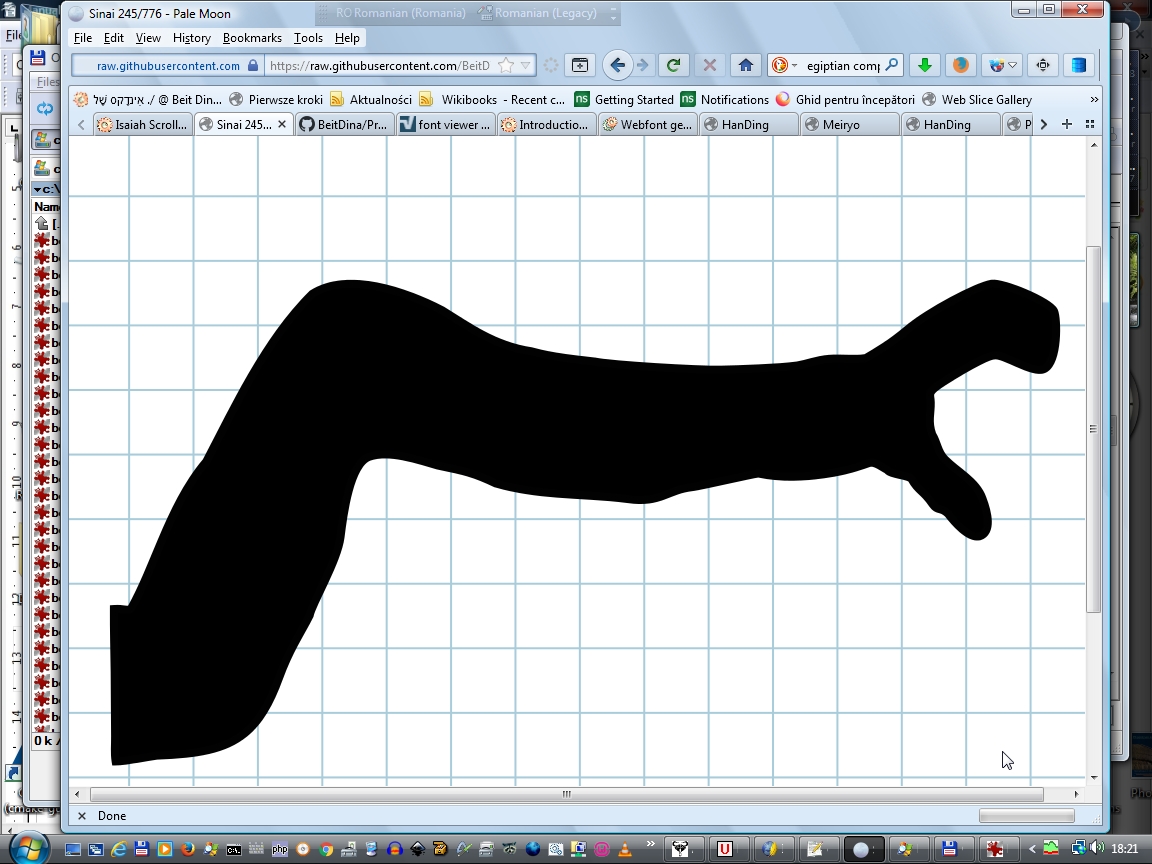 Sinai 245/776 - Pale Moon
RO Romanian (Romania) Romanian (Legacy)
File Edit View History Bookmarks Tools Help
raw.githubusercontent.com https://raw.githubusercontent.com/BeitD egiptian comp
אינדקס שֶׁל ./ @ Beit Din... Pierwsze kroki Aktualności Wikibooks - Recent c... Getting Started Notifications Ghid pentru începători Web Slice Gallery »
Isaiah Scroll... Sinai 245... BeitDina/Pr... font viewer ... Introductio... Webfont ge... HanDing Meiryo HanDing P
Files
c:\
Name
[.
0 k /
Done
18:21